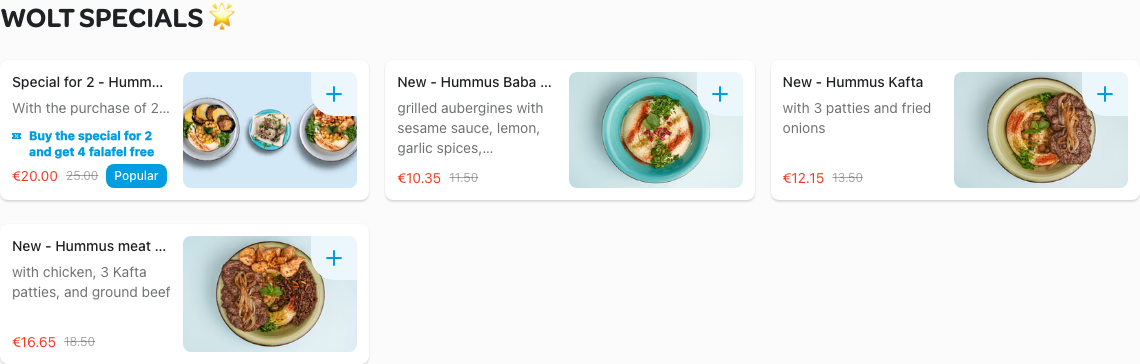 WOLT SPECIALS 🌟
Special for 2 - Humm...
With the purchase of 2...
Buy the special for 2
and get 4 falafel free
€20.00 25.00 Popular
New - Hummus Baba ...
grilled aubergines with
sesame sauce, lemon,
garlic spices,...
€10.35 11.50
New - Hummus Kafta
with 3 patties and fried
onions
€12.15 13.50
New - Hummus meat ...
with chicken, 3 Kafta
patties, and ground beef
€16.65 18.50